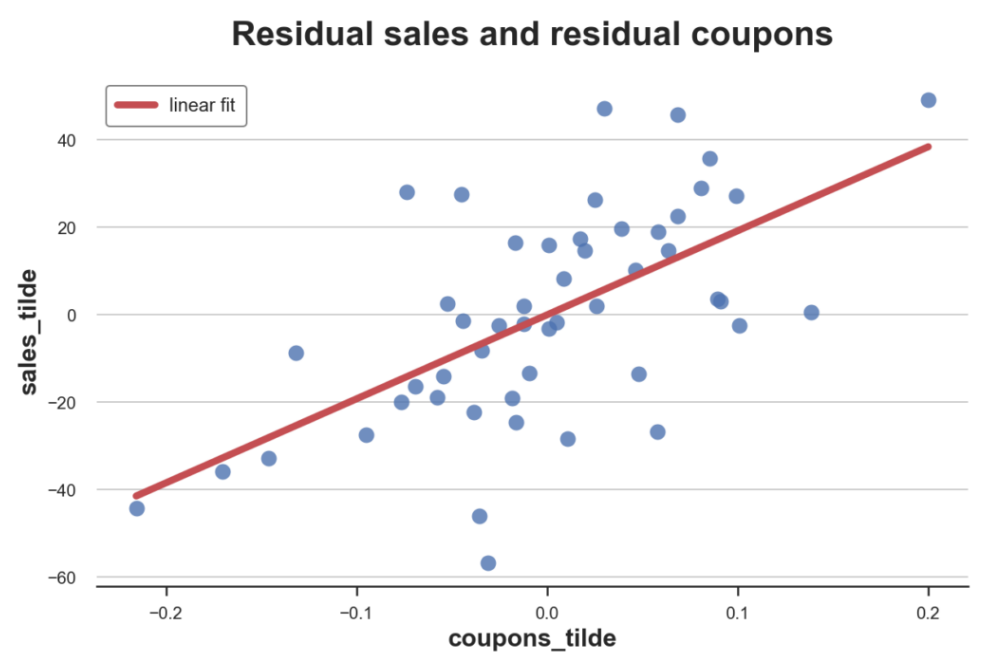 Residual sales and residual coupons
linear fit
40
20
0
−20
−40
−60
sales_tilde
−0.2
−0.1
0.0
0.1
0.2
coupons_tilde